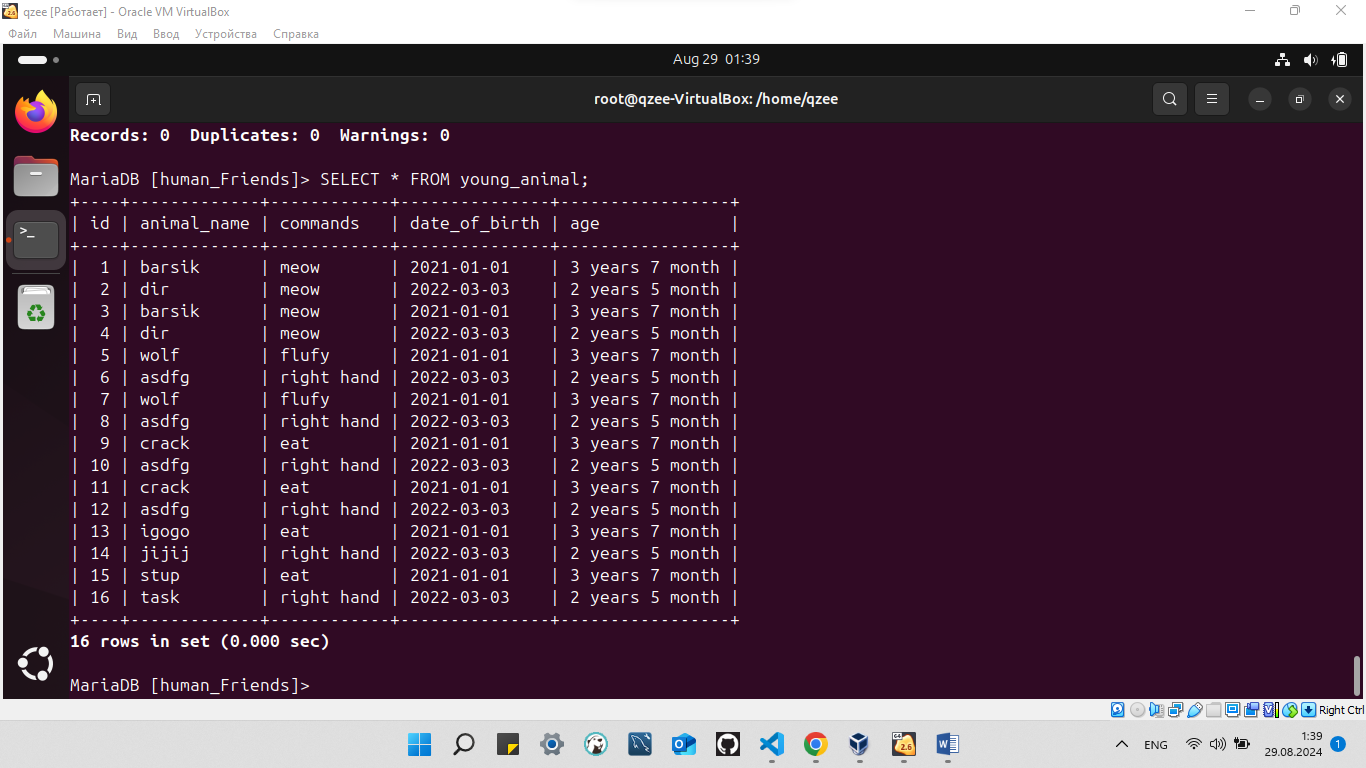 qzee [Работает] - Oracle VM VirtualBox
Файл Машина Вид Ввод Устройства Справка
Aug 29 01:39
root@qzee-VirtualBox: /home/qzee
Records: 0  Duplicates: 0  Warnings: 0
MariaDB [human_Friends]> SELECT * FROM young_animal;
+----+-------------+------------+---------------+-----------------+
| id | animal_name | commands   | date_of_birth | age             |
+----+-------------+------------+---------------+-----------------+
|  1 | barsik      | meow       | 2021-01-01    | 3 years 7 month |
|  2 | dir         | meow       | 2022-03-03    | 2 years 5 month |
|  3 | barsik      | meow       | 2021-01-01    | 3 years 7 month |
|  4 | dir         | meow       | 2022-03-03    | 2 years 5 month |
|  5 | wolf        | flufy      | 2021-01-01    | 3 years 7 month |
|  6 | asdfg       | right hand | 2022-03-03    | 2 years 5 month |
|  7 | wolf        | flufy      | 2021-01-01    | 3 years 7 month |
|  8 | asdfg       | right hand | 2022-03-03    | 2 years 5 month |
|  9 | crack       | eat        | 2021-01-01    | 3 years 7 month |
| 10 | asdfg       | right hand | 2022-03-03    | 2 years 5 month |
| 11 | crack       | eat        | 2021-01-01    | 3 years 7 month |
| 12 | asdfg       | right hand | 2022-03-03    | 2 years 5 month |
| 13 | igogo       | eat        | 2021-01-01    | 3 years 7 month |
| 14 | jijij       | right hand | 2022-03-03    | 2 years 5 month |
| 15 | stup        | eat        | 2021-01-01    | 3 years 7 month |
| 16 | task        | right hand | 2022-03-03    | 2 years 5 month |
+----+-------------+------------+---------------+-----------------+
16 rows in set (0.000 sec)
MariaDB [human_Friends]>
Right Ctrl
ENG
1:39
29.08.2024
1
2.6